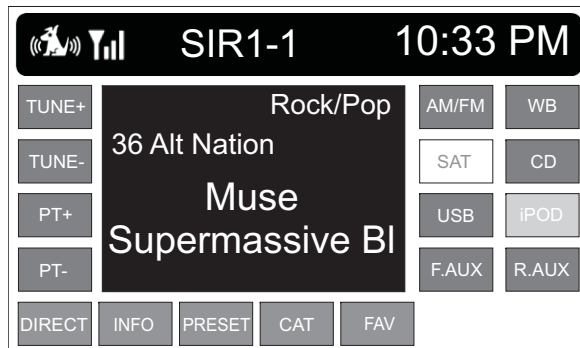 SIR1-1 10:33 PM
TUNE+ Rock/Pop AM/FM WB
36 Alt Nation
TUNE- SAT CD
Muse
PT+ USB iPOD
Supermassive Bl
PT- F.AUX R.AUX
DIRECT INFO PRESET CAT FAV